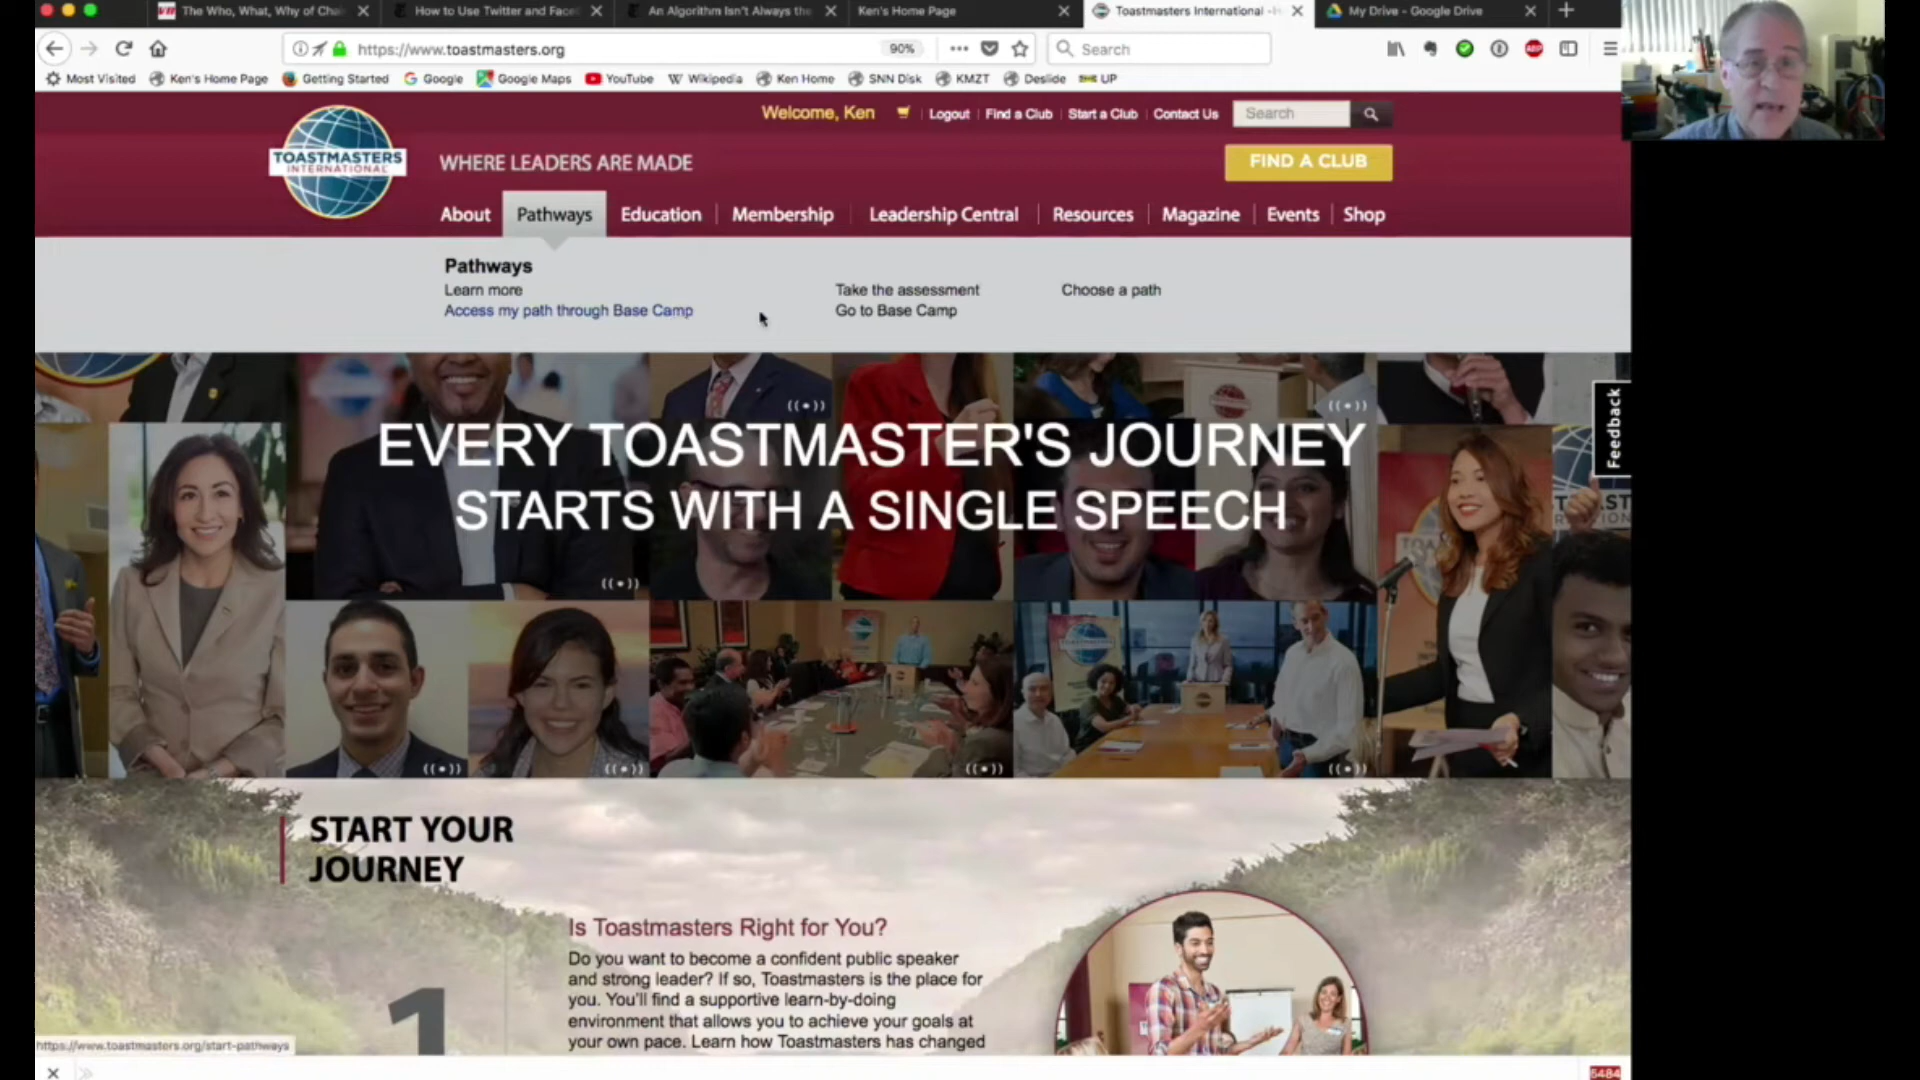 The Who, What, Why of Cha
How to Use Twitter and Face
An Algorithm Isn't Always the
Ken's Home Page
Toastmasters International -
My Drive - Google Drive
https://www.toastmasters.org
90%
Search
Most Visited
Ken's Home Page
Getting Started
Google
Google Maps
YouTube
Wikipedia
Ken Home
SNN Disk
KMZT
Deslide
UP
Welcome, Ken
Logout
Find a Club
Start a Club
Contact Us
Search
TOASTMASTERS
INTERNATIONAL
WHERE LEADERS ARE MADE
FIND A CLUB
About
Pathways
Education
Membership
Leadership Central
Resources
Magazine
Events
Shop
Pathways
Learn more
Take the assessment
Choose a path
Access my path through Base Camp
Go to Base Camp
Feedback
EVERY TOASTMASTER'S JOURNEY
STARTS WITH A SINGLE SPEECH
START YOUR
JOURNEY
Is Toastmasters Right for You?
Do you want to become a confident public speaker
and strong leader? If so, Toastmasters is the place for
you. You'll find a supportive learn-by-doing
environment that allows you to achieve your goals at
your own pace. Learn how Toastmasters has changed
1
https://www.toastmasters.org/start-pathways
5484